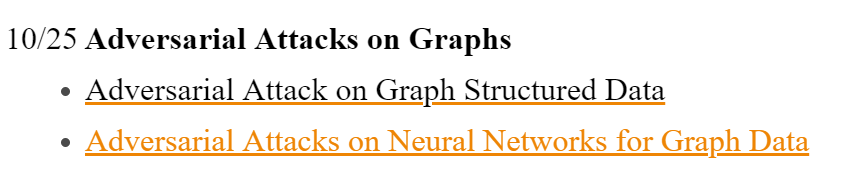 10/25 Adversarial Attacks on Graphs
Adversarial Attack on Graph Structured Data
Adversarial Attacks on Neural Networks for Graph Data